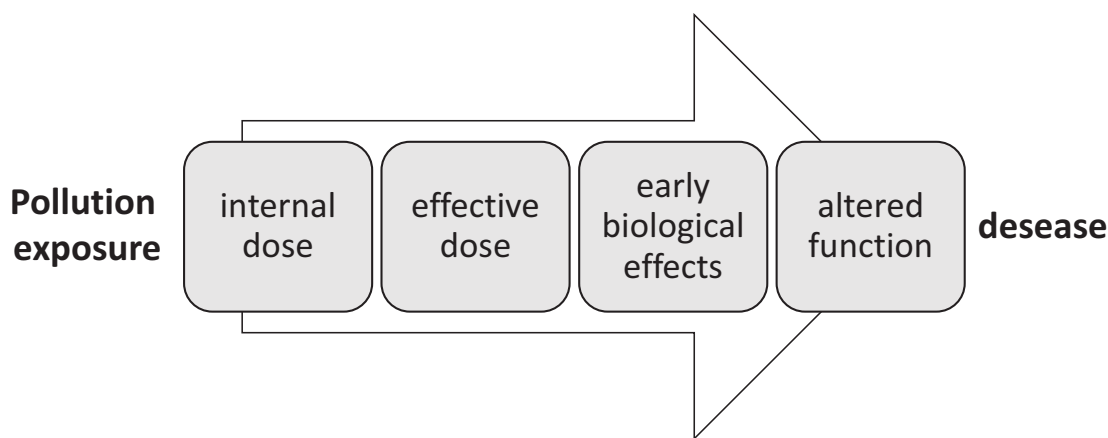 Pollution
exposure
internal
dose
effective
dose
early
biological
effects
altered
function
desease